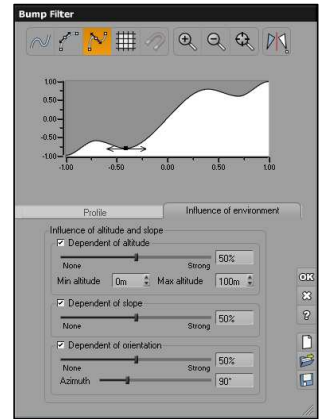 Bump Filter
1.00
0.50
0.00
-0.50
-1.00
-1.00 -0.50 0.00 0.50 1.00
Profile Influence of environment
Influence of altitude and slope
Dependent of altitude
50%
None Strong
Min altitude 0m Max altitude 100m
Dependent of slope
50%
None Strong
Dependent of orientation
50%
None Strong
Azimuth 90°
OK
?